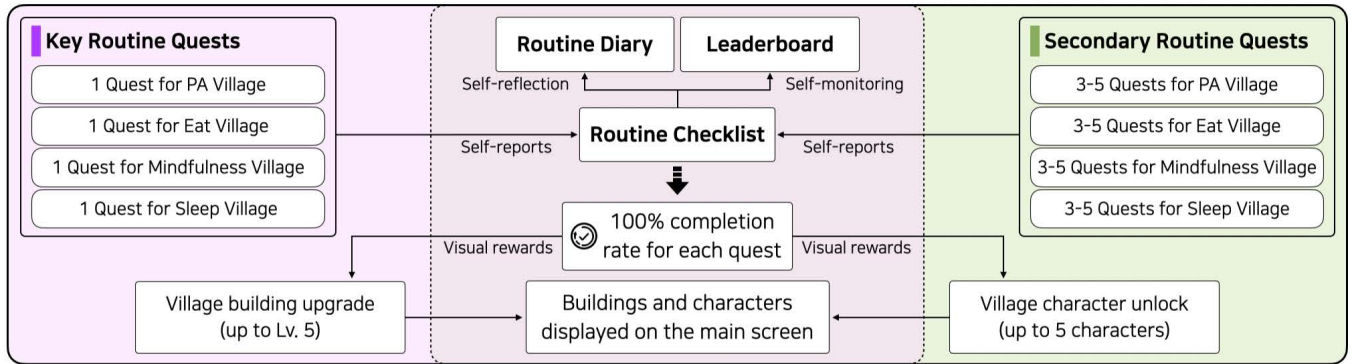 Key Routine Quests
1 Quest for PA Village
1 Quest for Eat Village
1 Quest for Mindfulness Village
1 Quest for Sleep Village
Routine Diary
Leaderboard
Self-reflection
Self-monitoring
Routine Checklist
Self-reports
Self-reports
Secondary Routine Quests
3-5 Quests for PA Village
3-5 Quests for Eat Village
3-5 Quests for Mindfulness Village
3-5 Quests for Sleep Village
100% completion
rate for each quest
Visual rewards
Visual rewards
Village building upgrade
(up to Lv. 5)
Buildings and characters
displayed on the main screen
Village character unlock
(up to 5 characters)